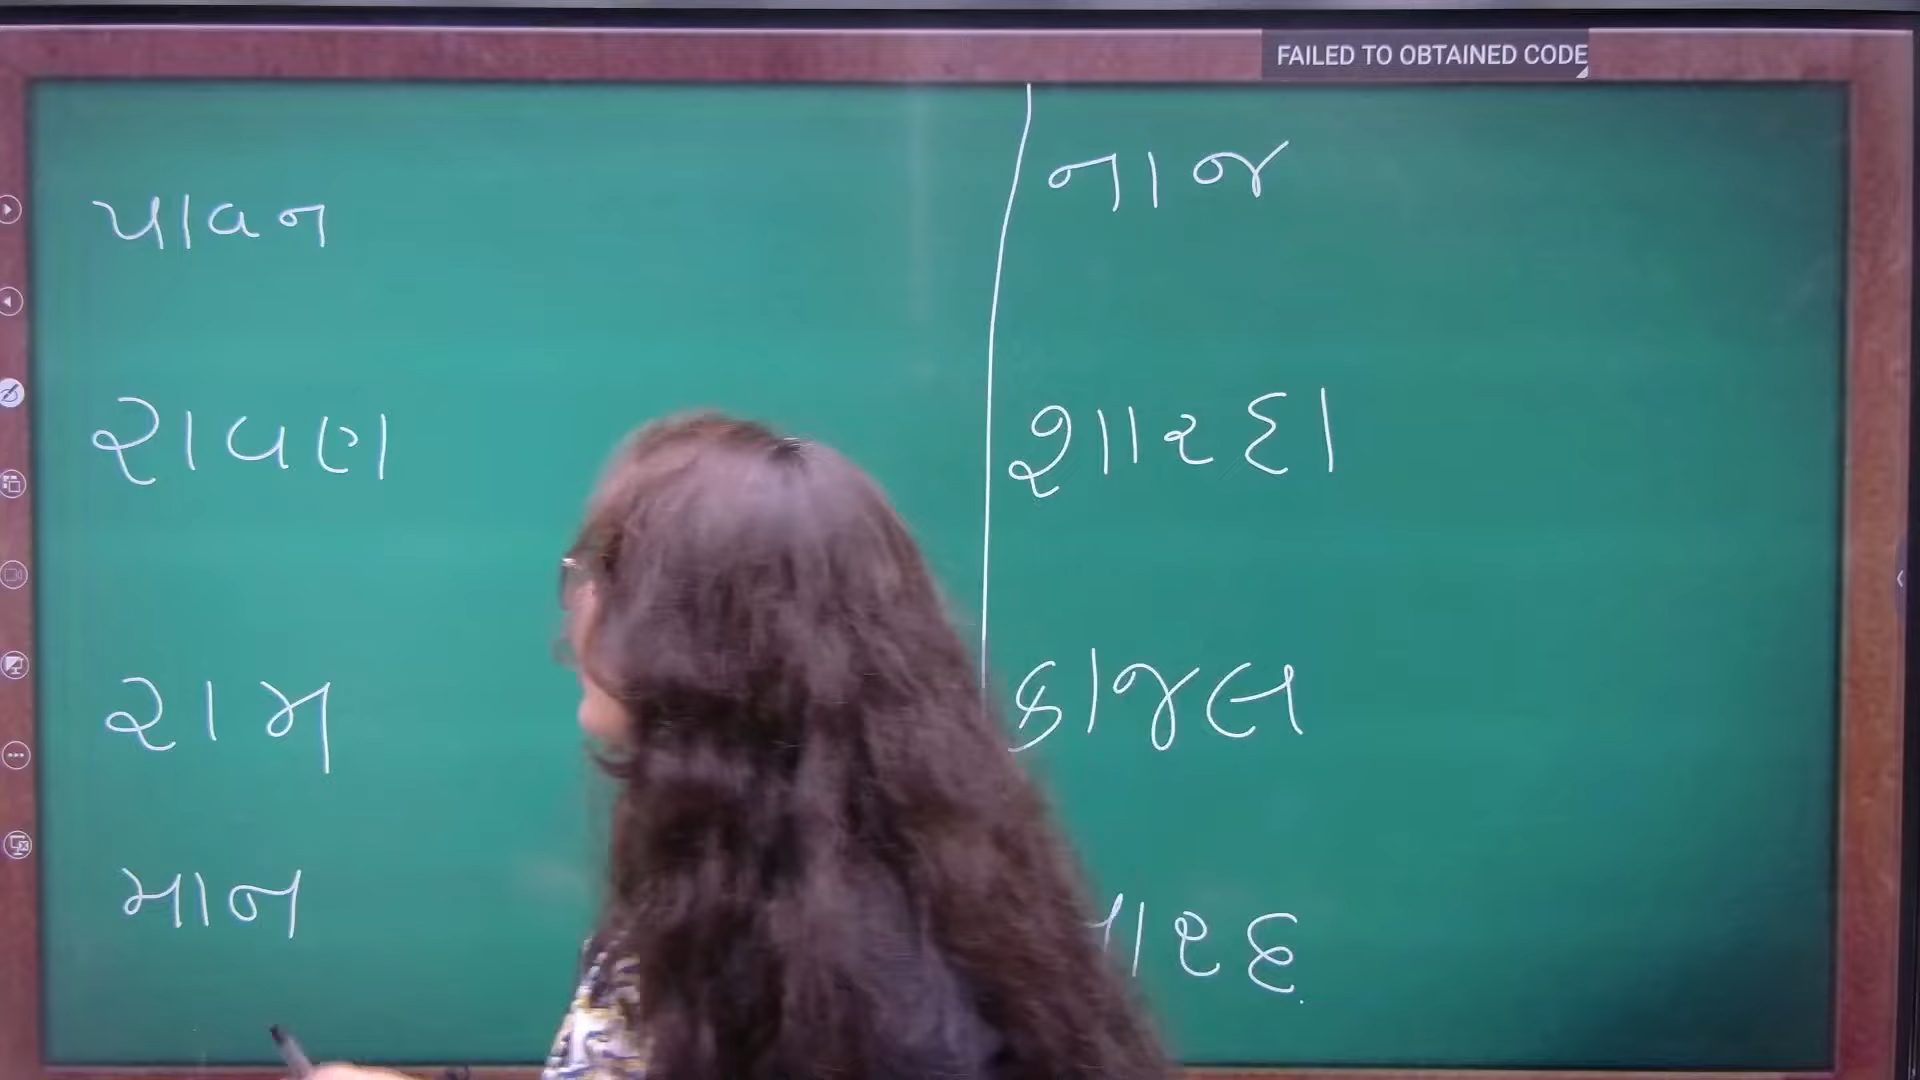 FAILED TO OBTAINED CODE
પાવન
રાવણ
રામ
માન
નાજ
શારદા
કાજલ